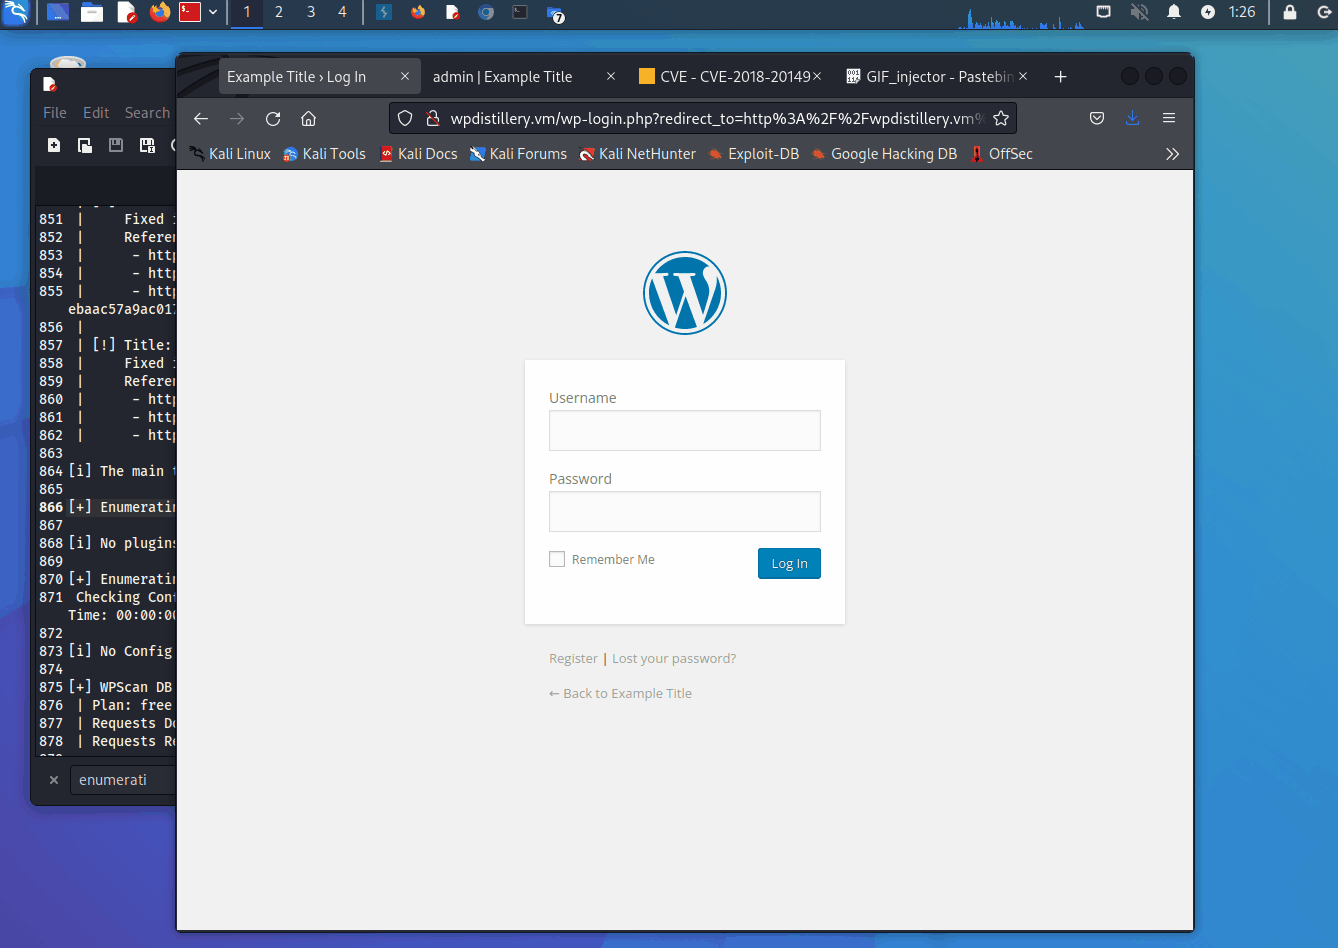 1 2 3 4 7 1:26
Example Title › Log In × admin | Example Title × CVE - CVE-2018-20149 × GIF_injector - Pastebin ×
File Edit Search
wpdistillery.vm/wp-login.php?redirect_to=http%3A%2F%2Fwpdistillery.vm%
Kali Linux Kali Tools Kali Docs Kali Forums Kali NetHunter Exploit-DB Google Hacking DB OffSec
851 | Fixed i
852 | Referen
853 | - http
854 | - http
855 | - http
ebaac57a9ac017
856 |
857 | [!] Title:
858 | Fixed i
859 | Referen
860 | - http
861 | - http
862 | - http
863
864 [i] The main t
865
866 [+] Enumeratin
867
868 [i] No plugins
869
870 [+] Enumeratin
871 Checking Conf
Time: 00:00:00
872
873 [i] No Config
874
875 [+] WPScan DB
876 | Plan: free
877 | Requests Do
878 | Requests Re
× enumerati
Username
Password
Remember Me
Log In
Register | Lost your password?
← Back to Example Title